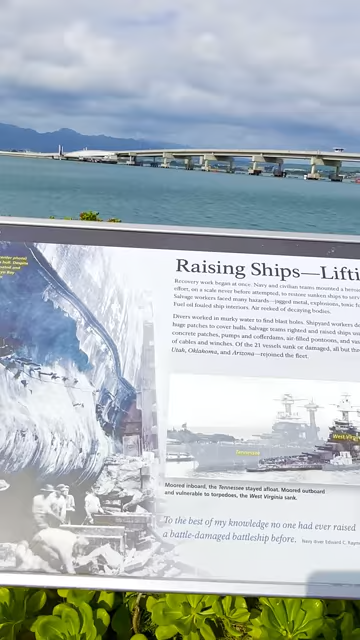 Raising Ships—Lifti
Recovery work began at once. Navy and civilian teams mounted a
effort, on a scale never before attempted, to restore sunken ships to serv
Salvage workers faced many hazards—jagged metal, explosions, toxic
Fuel oil fouled ship interiors. Air reeked of decaying bodies.
Divers worked in murky water to find blast holes. Shipyard workers
huge patches to cover hulls. Salvage teams righted and raised ships
concrete patches, pumps and cofferdams, air-filled pontoons, and
of cables and winches. Of the 21 vessels sunk or damaged, all but
Utah, Oklahoma, and Arizona—rejoined the fleet.
Tennessee
West Virginia
Moored inboard, the Tennessee stayed afloat. Moored outboard
and vulnerable to torpedoes, the West Virginia sank.
To the best of my knowledge no one had ever raised
a battle-damaged battleship before. Navy diver Edward C. Raym